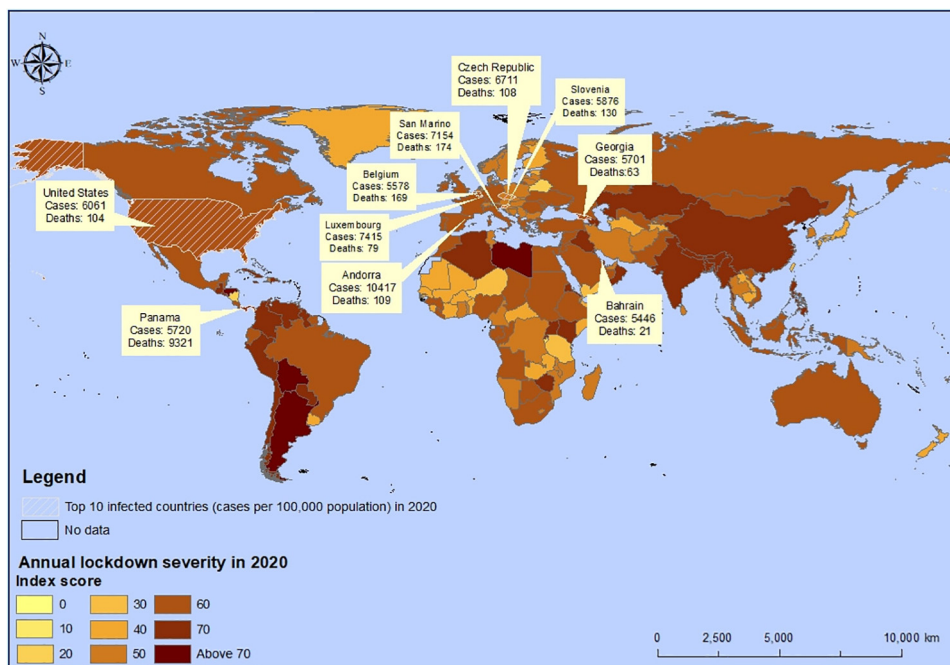 N
W E
S
Czech Republic
Cases: 6711
Deaths: 108
Slovenia
Cases: 5876
Deaths: 130
San Marino
Cases: 7154
Deaths: 174
Georgia
Cases: 5701
Deaths:63
Belgium
Cases: 5578
Deaths: 169
United States
Cases: 6061
Deaths: 104
Luxembourg
Cases: 7415
Deaths: 79
Andorra
Cases: 10417
Deaths: 109
Bahrain
Cases: 5446
Deaths: 21
Panama
Cases: 5720
Deaths: 9321
Legend
Top 10 infected countries (cases per 100,000 population) in 2020
No data
Annual lockdown severity in 2020
Index score
0 30 60
10 40 70
20 50 Above 70
0 2,500 5,000 10,000 km